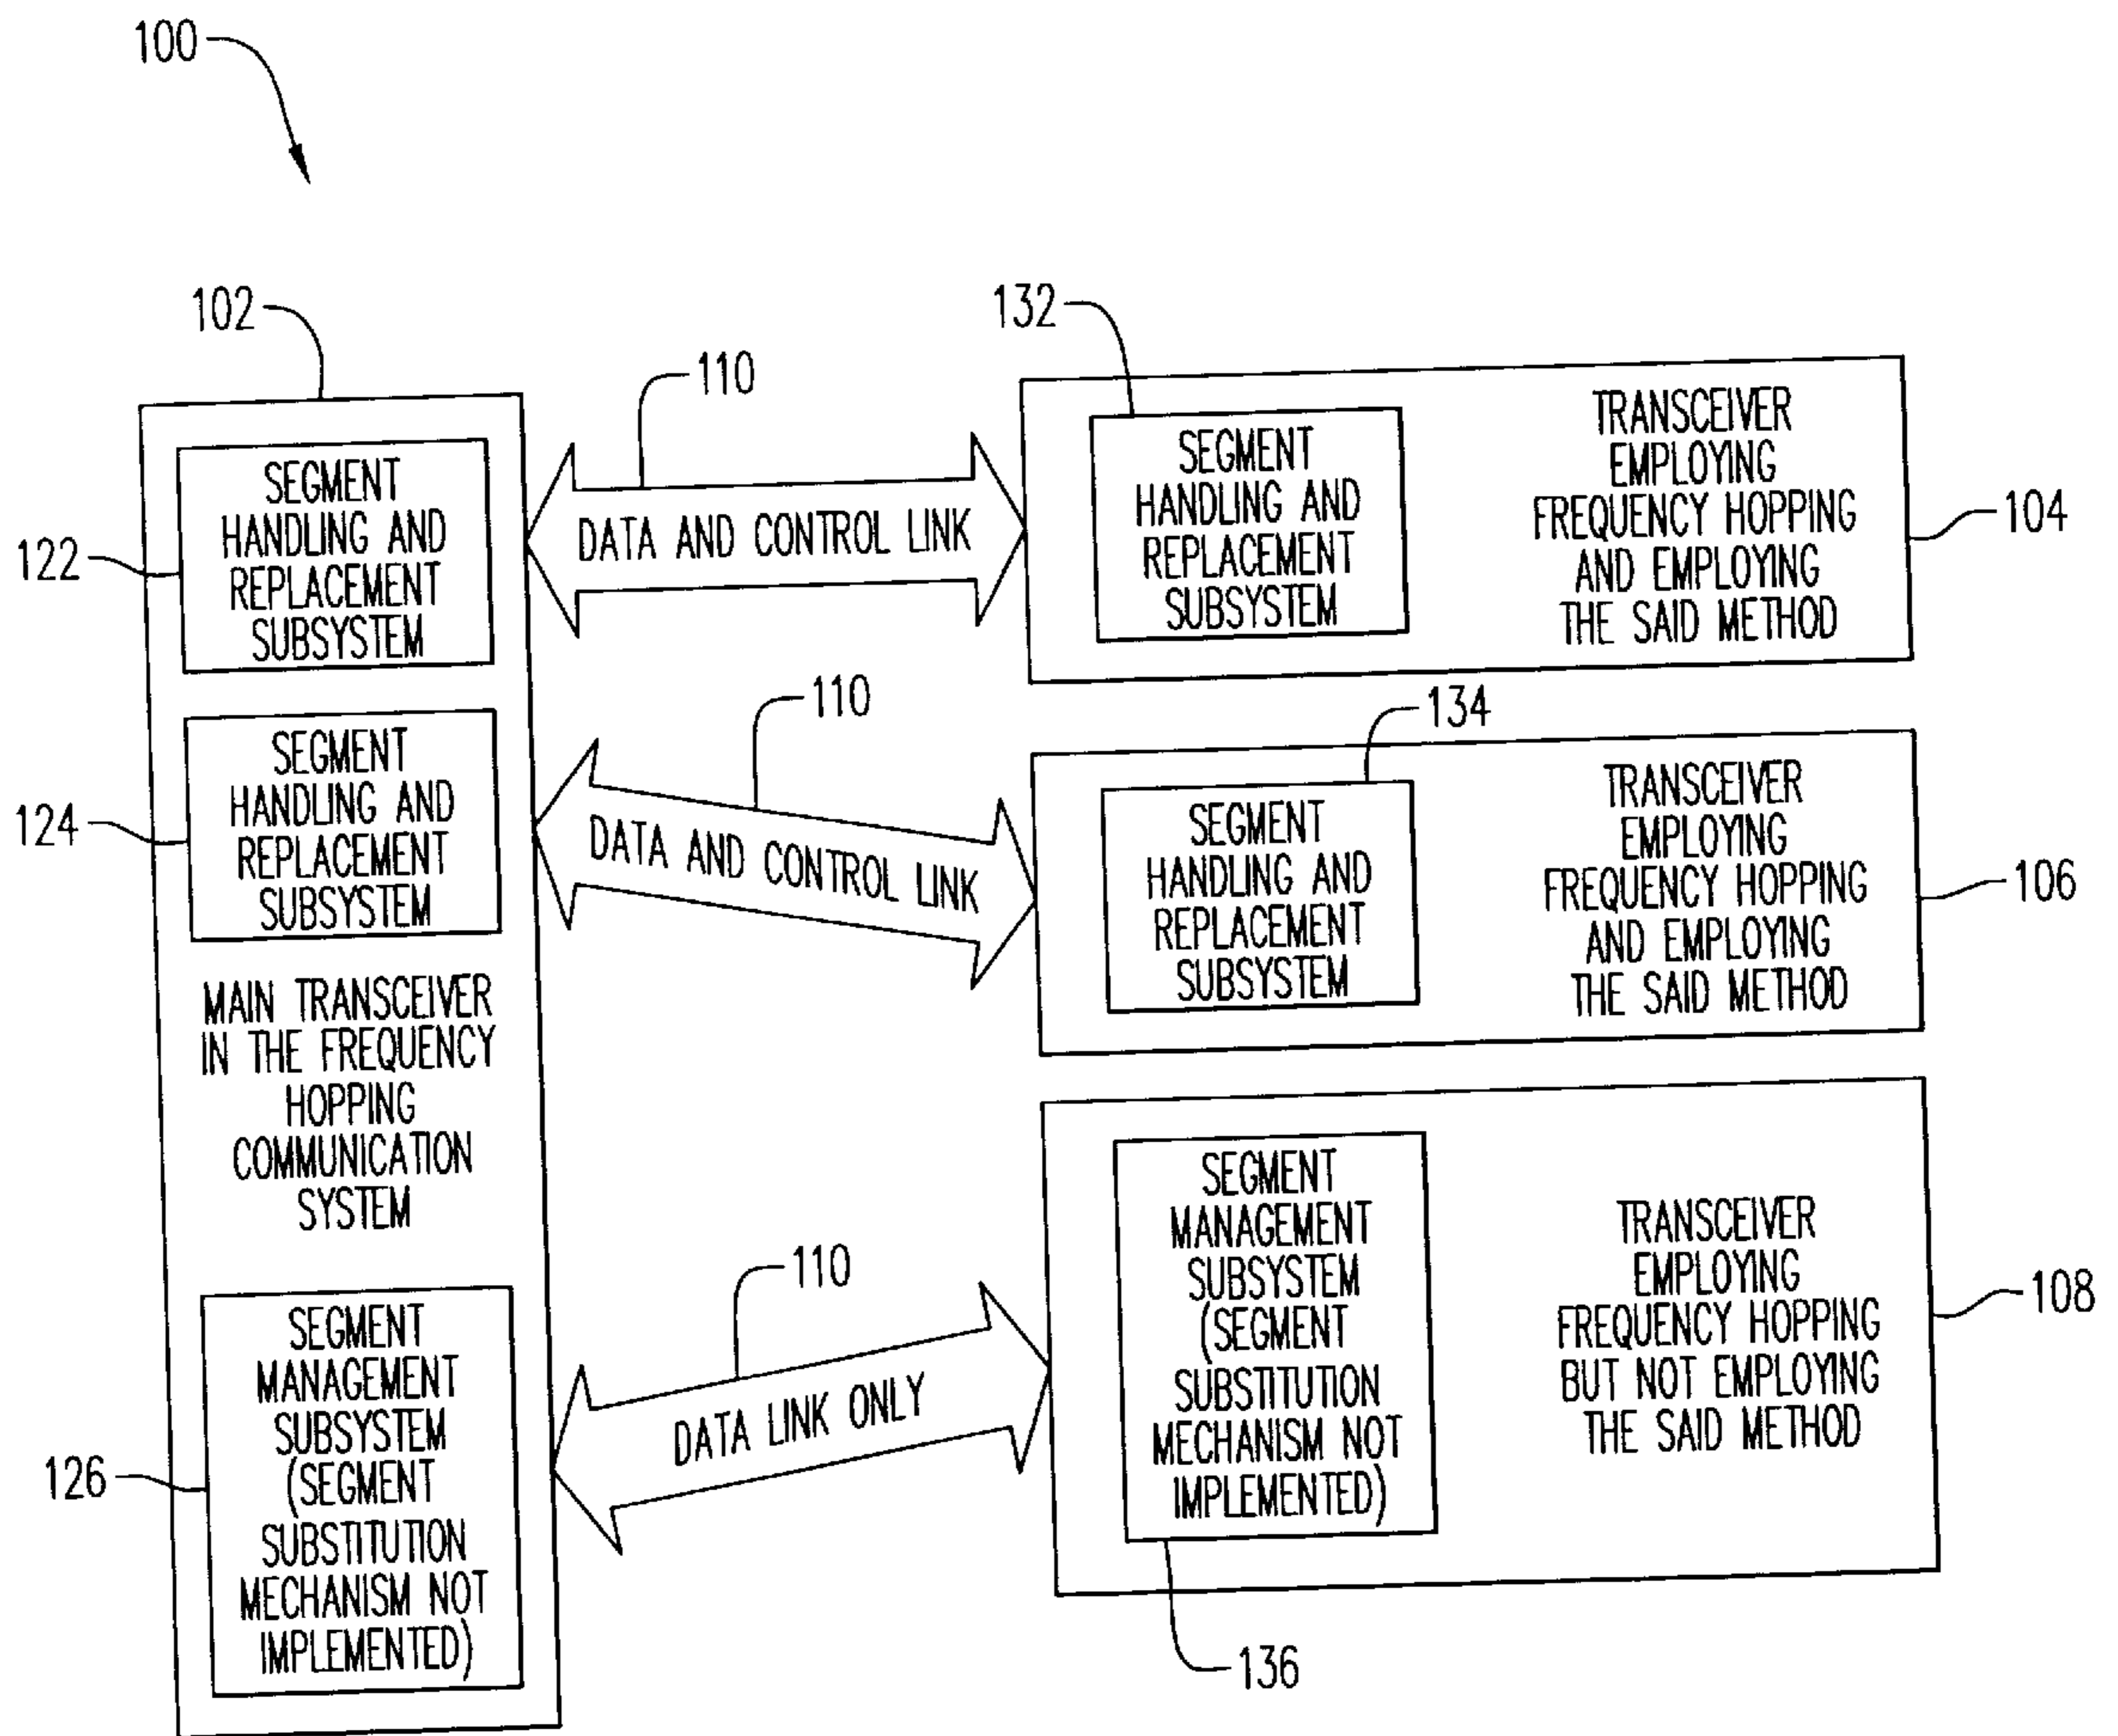 100
102
122
SEGMENT
HANDLING AND
REPLACEMENT
SUBSYSTEM
124
SEGMENT
HANDLING AND
REPLACEMENT
SUBSYSTEM
MAIN TRANSCEIVER
IN THE FREQUENCY
HOPPING
COMMUNICATION
SYSTEM
126
SEGMENT
MANAGEMENT
SUBSYSTEM
(SEGMENT
SUBSTITUTION
MECHANISM NOT
IMPLEMENTED)
110
DATA AND CONTROL LINK
110
DATA AND CONTROL LINK
110
DATA LINK ONLY
132
SEGMENT
HANDLING AND
REPLACEMENT
SUBSYSTEM
TRANSCEIVER
EMPLOYING
FREQUENCY HOPPING
AND EMPLOYING
THE SAID METHOD
104
134
SEGMENT
HANDLING AND
REPLACEMENT
SUBSYSTEM
TRANSCEIVER
EMPLOYING
FREQUENCY HOPPING
AND EMPLOYING
THE SAID METHOD
106
SEGMENT
MANAGEMENT
SUBSYSTEM
(SEGMENT
SUBSTITUTION
MECHANISM NOT
IMPLEMENTED)
136
TRANSCEIVER
EMPLOYING
FREQUENCY HOPPING
BUT NOT EMPLOYING
THE SAID METHOD
108